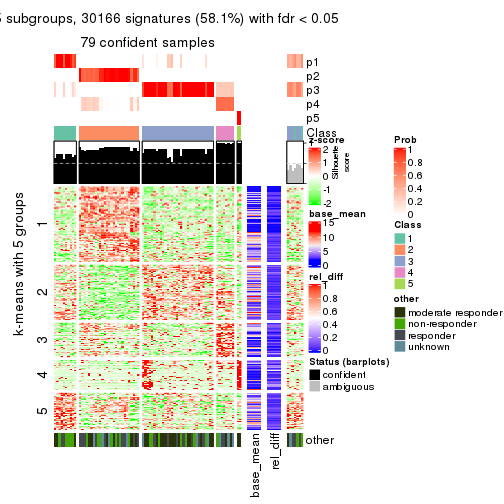 5 subgroups, 30166 signatures (58.1%) with fdr < 0.05
79 confident samples
p1
p2
p3
p4
p5
Class
k-means with 5 groups
1
2
3
4
5
other
base_mean
rel_diff
z-score
2
1
0
-1
-2
Silhouette
score
base_mean
15
10
5
0
rel_diff
1
0.8
0.6
0.4
0.2
0
Status (barplots)
confident
ambiguous
Prob
1
0.8
0.6
0.4
0.2
0
Class
1
2
3
4
5
other
moderate responder
non-responder
responder
unknown